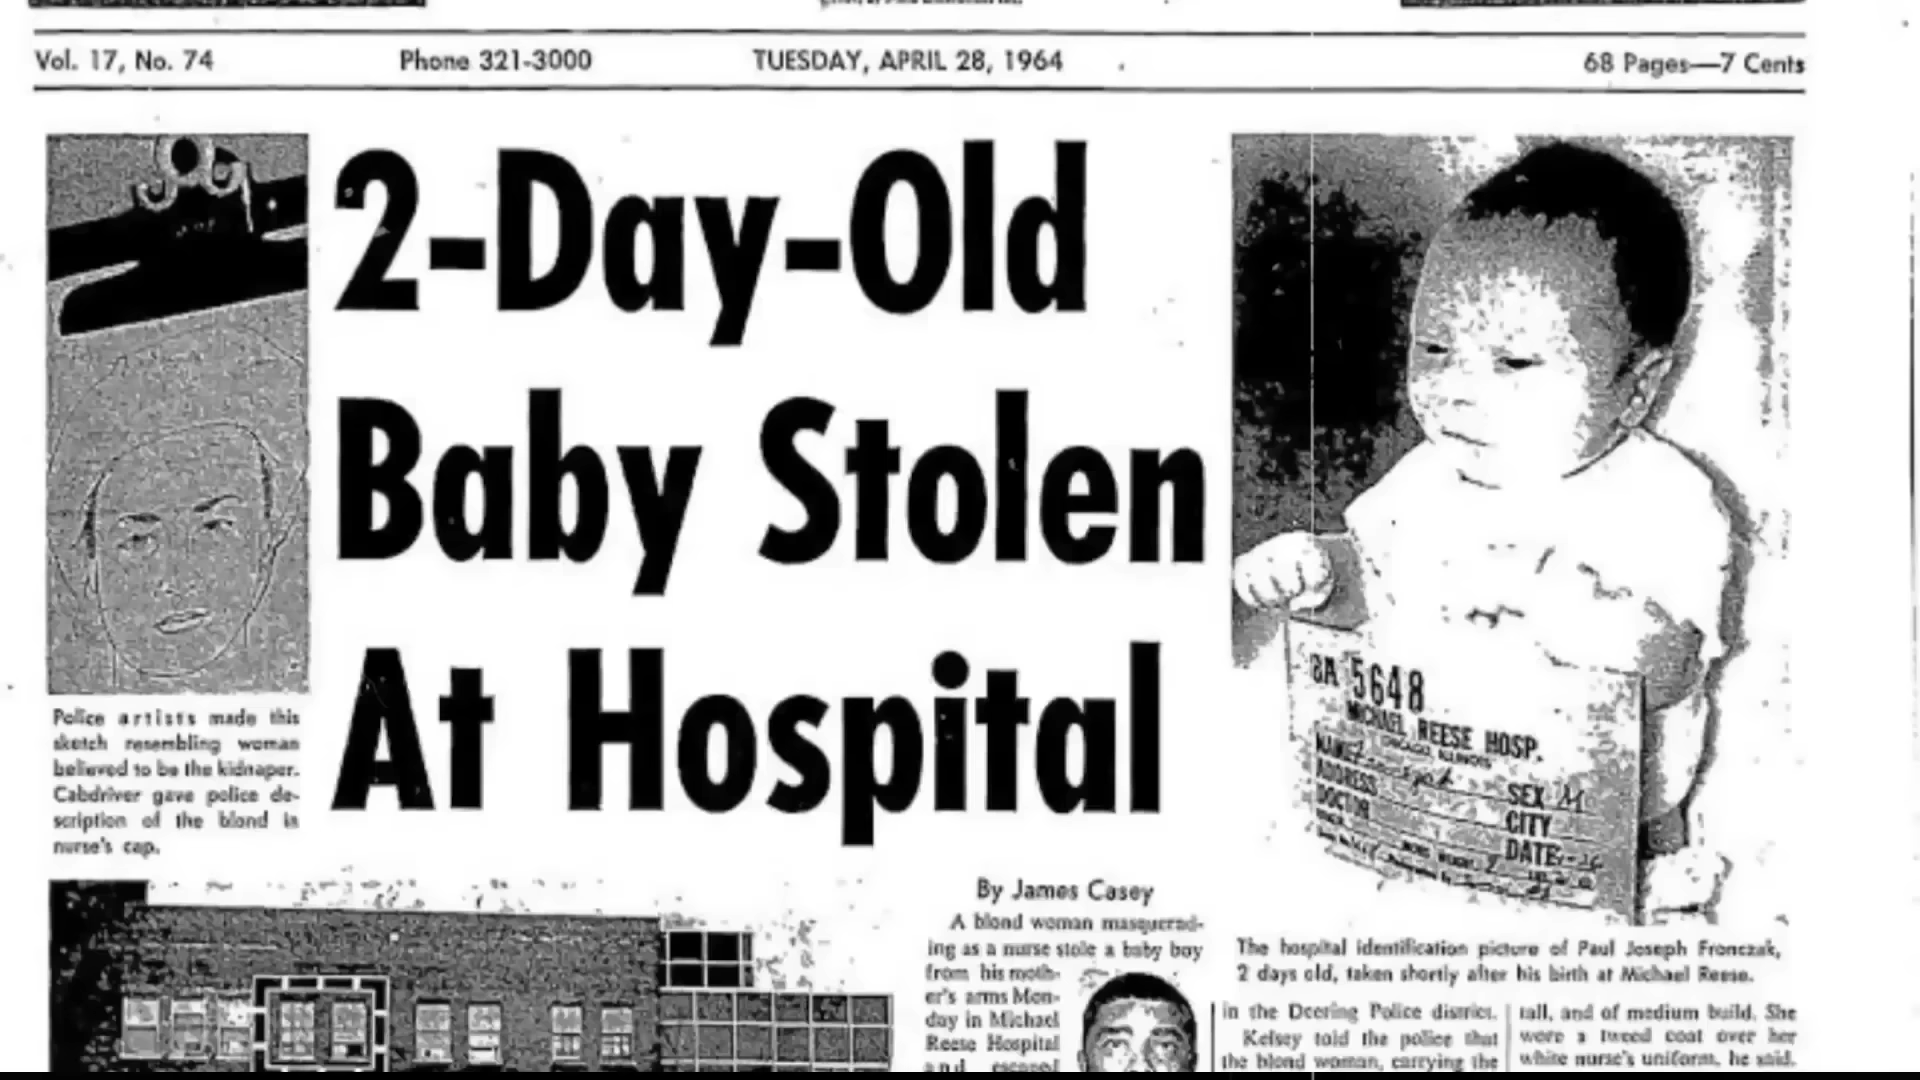 Vol. 17, No. 74 Phone 321-3000 TUESDAY, APRIL 28, 1964 68 Pages—7 Cents
2-Day-Old
Baby Stolen
At Hospital
Police artists made this
sketch resembling woman
believed to be the kidnaper.
Cabdriver gave police de-
scription of the blond in
nurse's cap.
BA 5648
MICHAEL REESE HOSP.
CHICAGO, ILLINOIS
NAME
ADDRESS SEX M
DOCTOR CITY
DATE
The hospital identification picture of Paul Joseph Fronczak,
2 days old, taken shortly after his birth at Michael Reese.
By James Casey
A blond woman masquerad-
ing as a nurse stole a baby boy
from his moth-
er's arms Mon-
day in Michael
Reese Hospital
and escaped
in the Deering Police district.
Kelsey told the police that
the blond woman, carrying the
tall, and of medium build. She
wore a tweed coat over her
white nurse's uniform, he said.